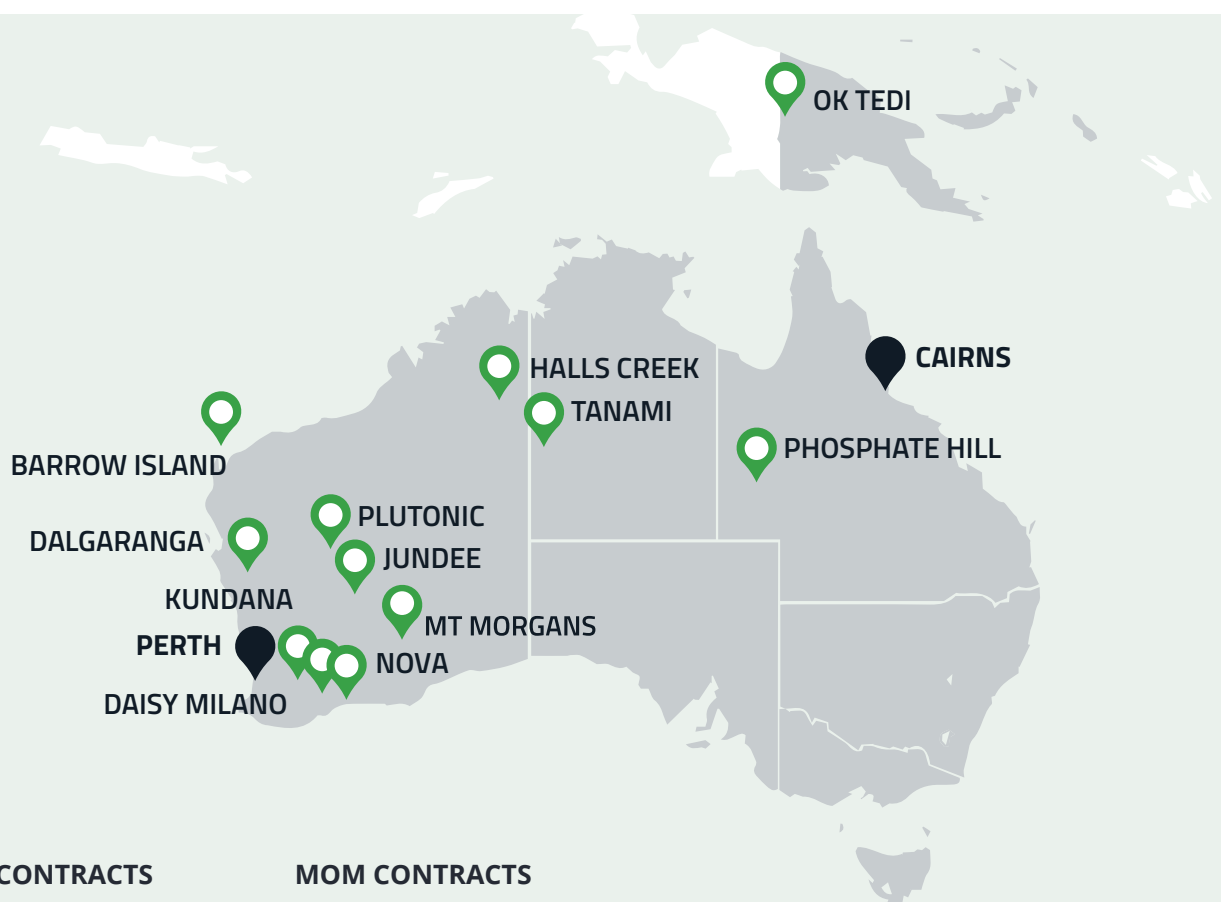 OK TEDI
CAIRNS
HALLS CREEK
TANAMI
PHOSPHATE HILL
BARROW ISLAND
PLUTONIC
DALGARANGA
JUNDEE
KUNDANA
MT MORGANS
PERTH
NOVA
DAISY MILANO
CONTRACTS
MOM CONTRACTS